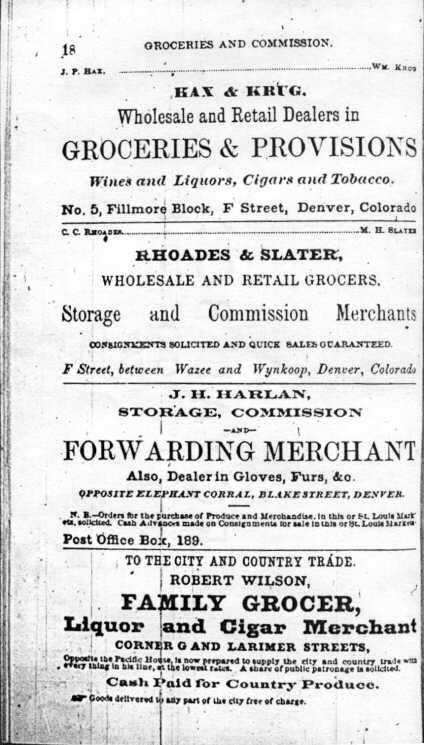 18
GROCERIES AND COMMISSION.
J. P. HAX. ........ WM. KRUG
HAX & KRUG,
Wholesale and Retail Dealers in
GROCERIES & PROVISIONS
Wines and Liquors, Cigars and Tobacco.
No. 5, Fillmore Block, F Street, Denver, Colorado
C. C. RHOADES. ........ M. H. SLATER
RHOADES & SLATER,
WHOLESALE AND RETAIL GROCERS,
Storage and Commission Merchants
CONSIGNMENTS SOLICITED AND QUICK SALES GUARANTEED.
F Street, between Wazee and Wynkoop, Denver, Colorado
J. H. HARLAN,
STORAGE, COMMISSION
—AND—
FORWARDING MERCHANT
Also, Dealer in Gloves, Furs, &c.
OPPOSITE ELEPHANT CORRAL, BLAKE STREET, DENVER.
N. B.—Orders for the purchase of Produce and Merchandise, in this or St. Louis Mark
ets, solicited. Cash Advances made on Consignments for sale in this or St. Louis Markets
Post Office Box, 189.
TO THE CITY AND COUNTRY TRADE.
ROBERT WILSON,
FAMILY GROCER,
Liquor and Cigar Merchant
CORNER G AND LARIMER STREETS,
Opposite the Pacific House, is now prepared to supply the city and country trade with
every thing in his line, at the lowest rates. A share of public patronage is solicited.
Cash Paid for Country Produce.
☞ Goods delivered to any part of the city free of charge.